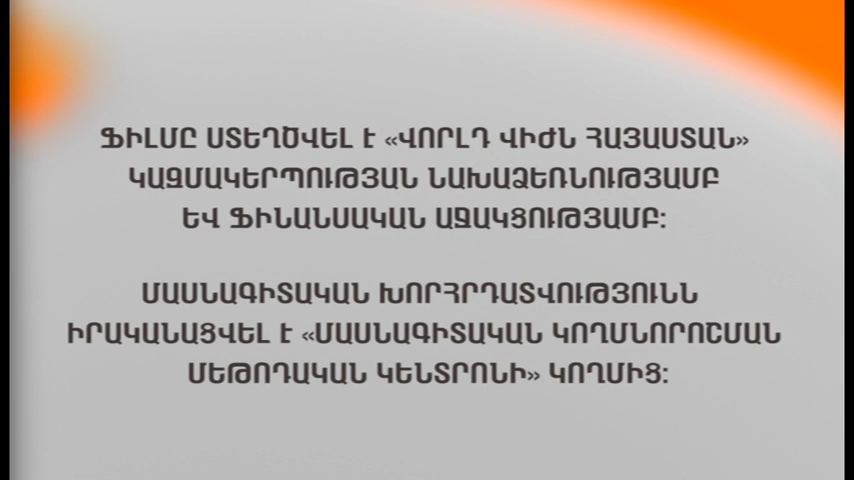 ՖԻԼՄԸ ՍՏԵՂԾՎԵԼ Է «ՎՈՐԼԴ ՎԻԺՆ ՀԱՅԱՍՏԱՆ»
ԿԱԶՄԱԿԵՐՊՈՒԹՅԱՆ ՆԱԽԱՁԵՌՆՈՒԹՅԱՄԲ
ԵՎ ՖԻՆԱՆՍԱԿԱՆ ԱՋԱԿՑՈՒԹՅԱՄԲ:
ՄԱՍՆԱԳԻՏԱԿԱՆ ԽՈՐՀՐԴԱՏՎՈՒԹՅՈՒՆՆ
ԻՐԱԿԱՆԱՑՎԵԼ Է «ՄԱՍՆԱԳԻՏԱԿԱՆ ԿՈՂՄՆՈՐՈՇՄԱՆ
ՄԵԹՈԴԱԿԱՆ ԿԵՆՏՐՈՆԻ» ԿՈՂՄԻՑ: